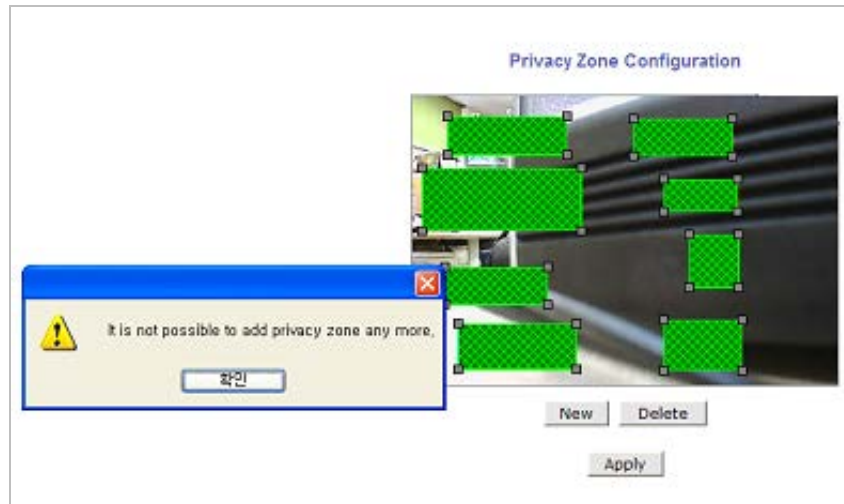 Privacy Zone Configuration
It is not possible to add privacy zone any more,
확인
New Delete
Apply